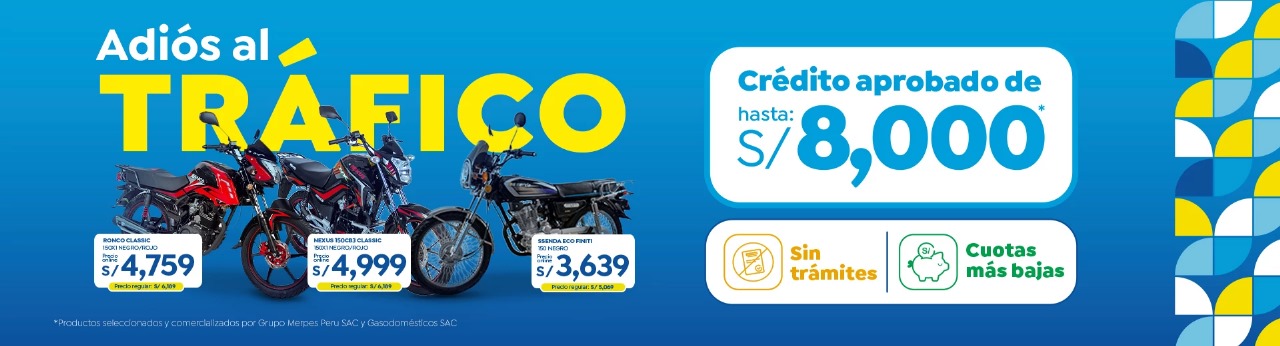 Adiós al
TRÁFICO
RONCO CLASSIC
150X1 NEGRO/ROJO
Precio
online
S/ 4,759
Precio regular: S/ 6,189
NEXUS 150CB3 CLASSIC
150X1 NEGRO/ROJO
Precio
online
S/ 4,999
Precio regular: S/ 6,189
SSENDA ECO FINITI
150 NEGRO
Precio
online
S/ 3,639
Precio regular: S/ 5,069
*Productos seleccionados y comercializados por Grupo Merpes Peru SAC y Gasodomésticos SAC
Crédito aprobado de
hasta:
S/ 8,000*
Sin
trámites
S/
Cuotas
más bajas